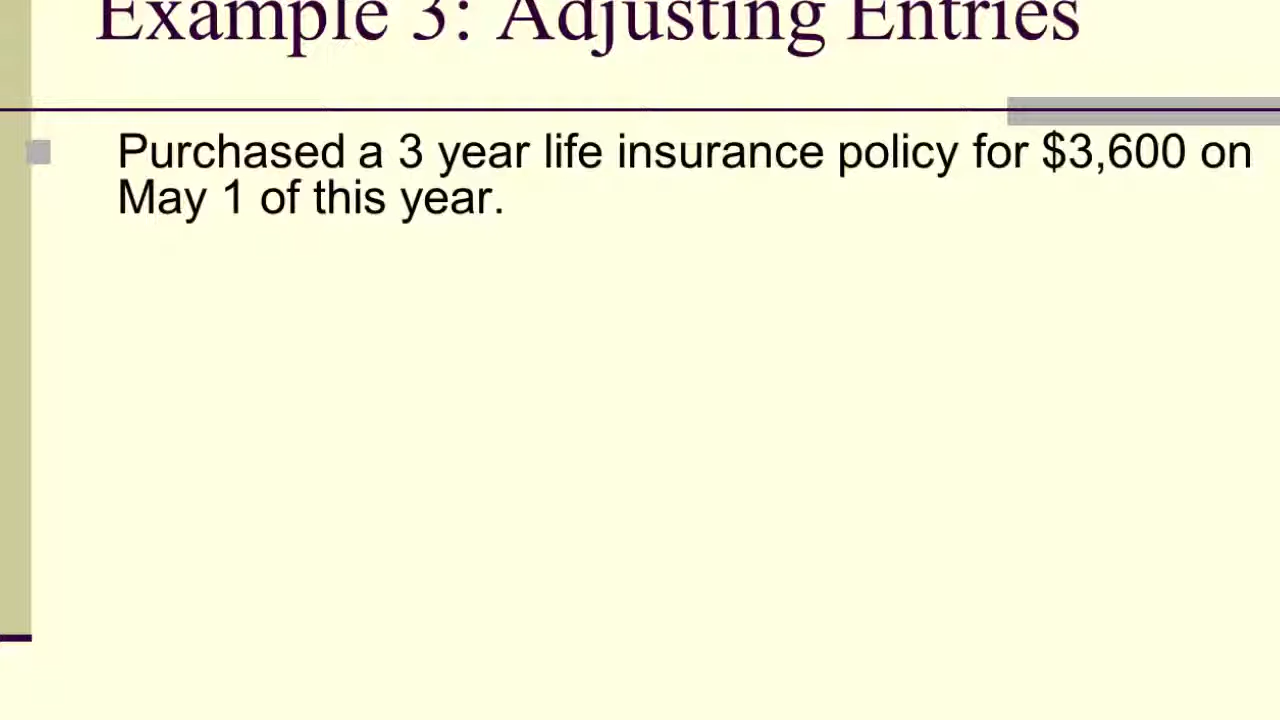 Example 3: Adjusting Entries
Purchased a 3 year life insurance policy for $3,600 on
May 1 of this year.